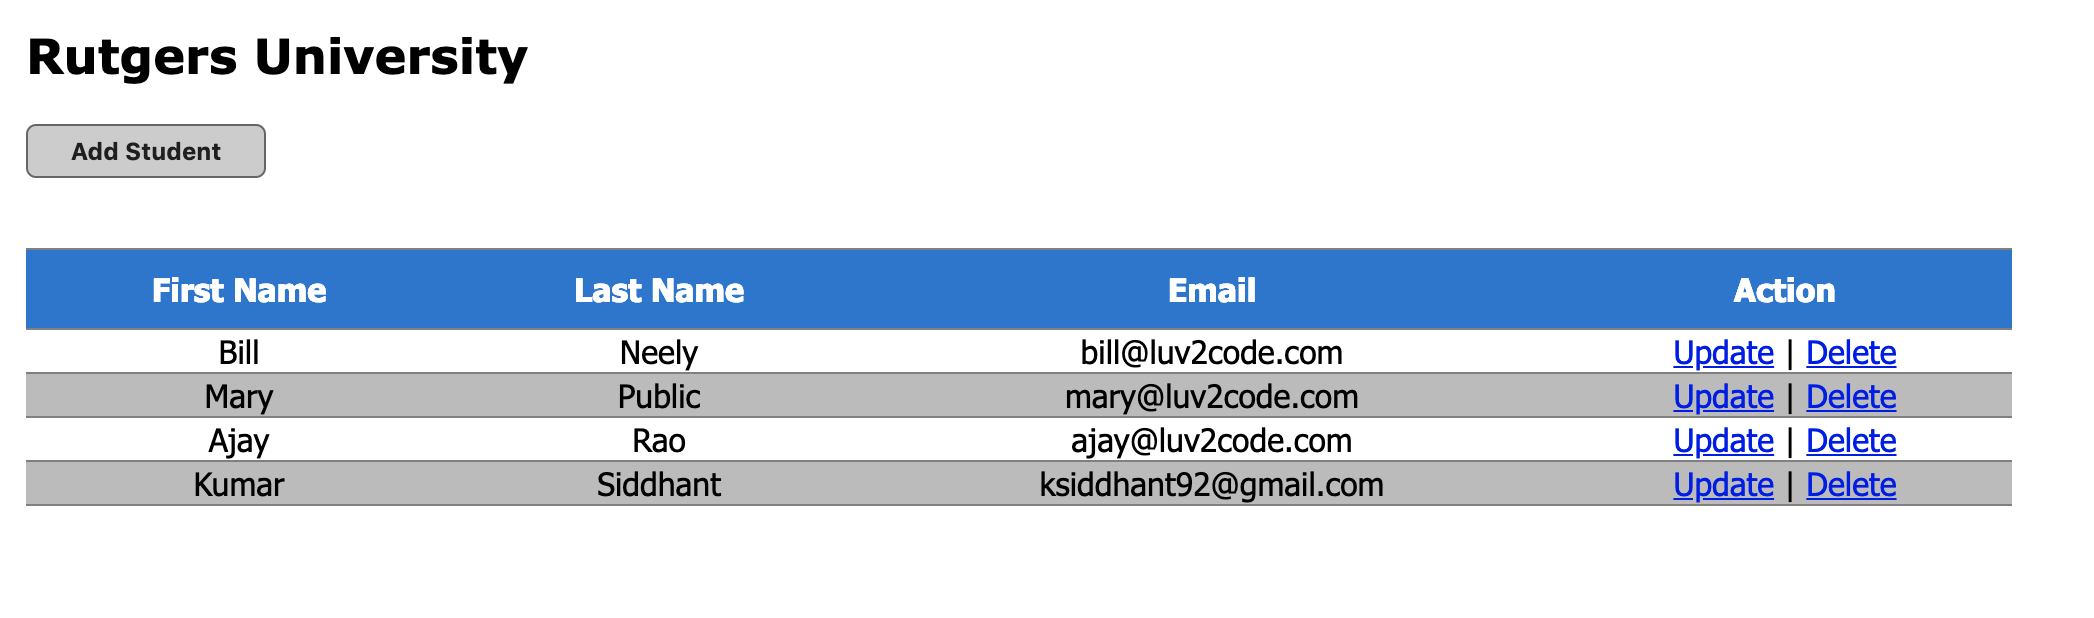 Rutgers University
Add Student
First Name Last Name Email Action
Bill Neely bill@luv2code.com Update | Delete
Mary Public mary@luv2code.com Update | Delete
Ajay Rao ajay@luv2code.com Update | Delete
Kumar Siddhant ksiddhant92@gmail.com Update | Delete